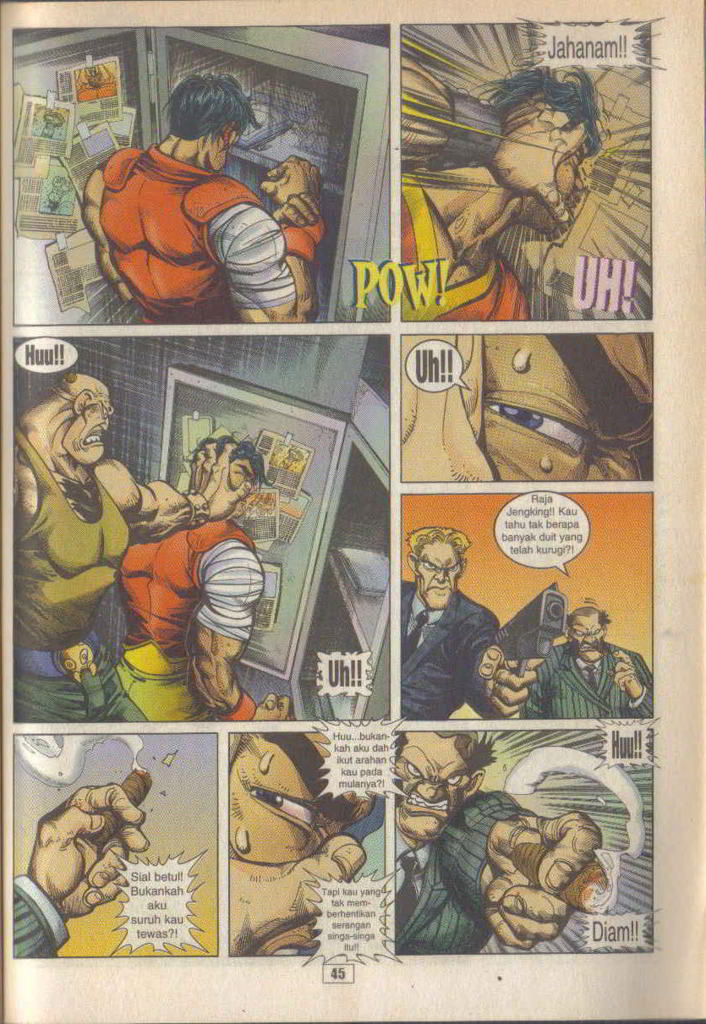 Jahanam!!
POW!
UH!
Huu!!
Uh!!
Uh!!
Raja
Jengking!! Kau
tahu tak berapa
banyak duit yang
telah kurugi?!
Sial betul!
Bukankah
aku
suruh kau
tewas?!
Huu...bukan-
kah aku dah
ikut arahan
kau pada
mulanya?!
Tapi kau yang
tak mem-
berhentikan
serangan
singa-singa
itu!!
Huu!!
Diam!!
45